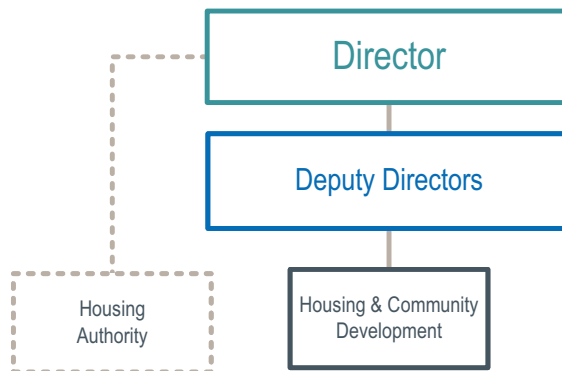 Director
Deputy Directors
Housing
Authority
Housing & Community
Development